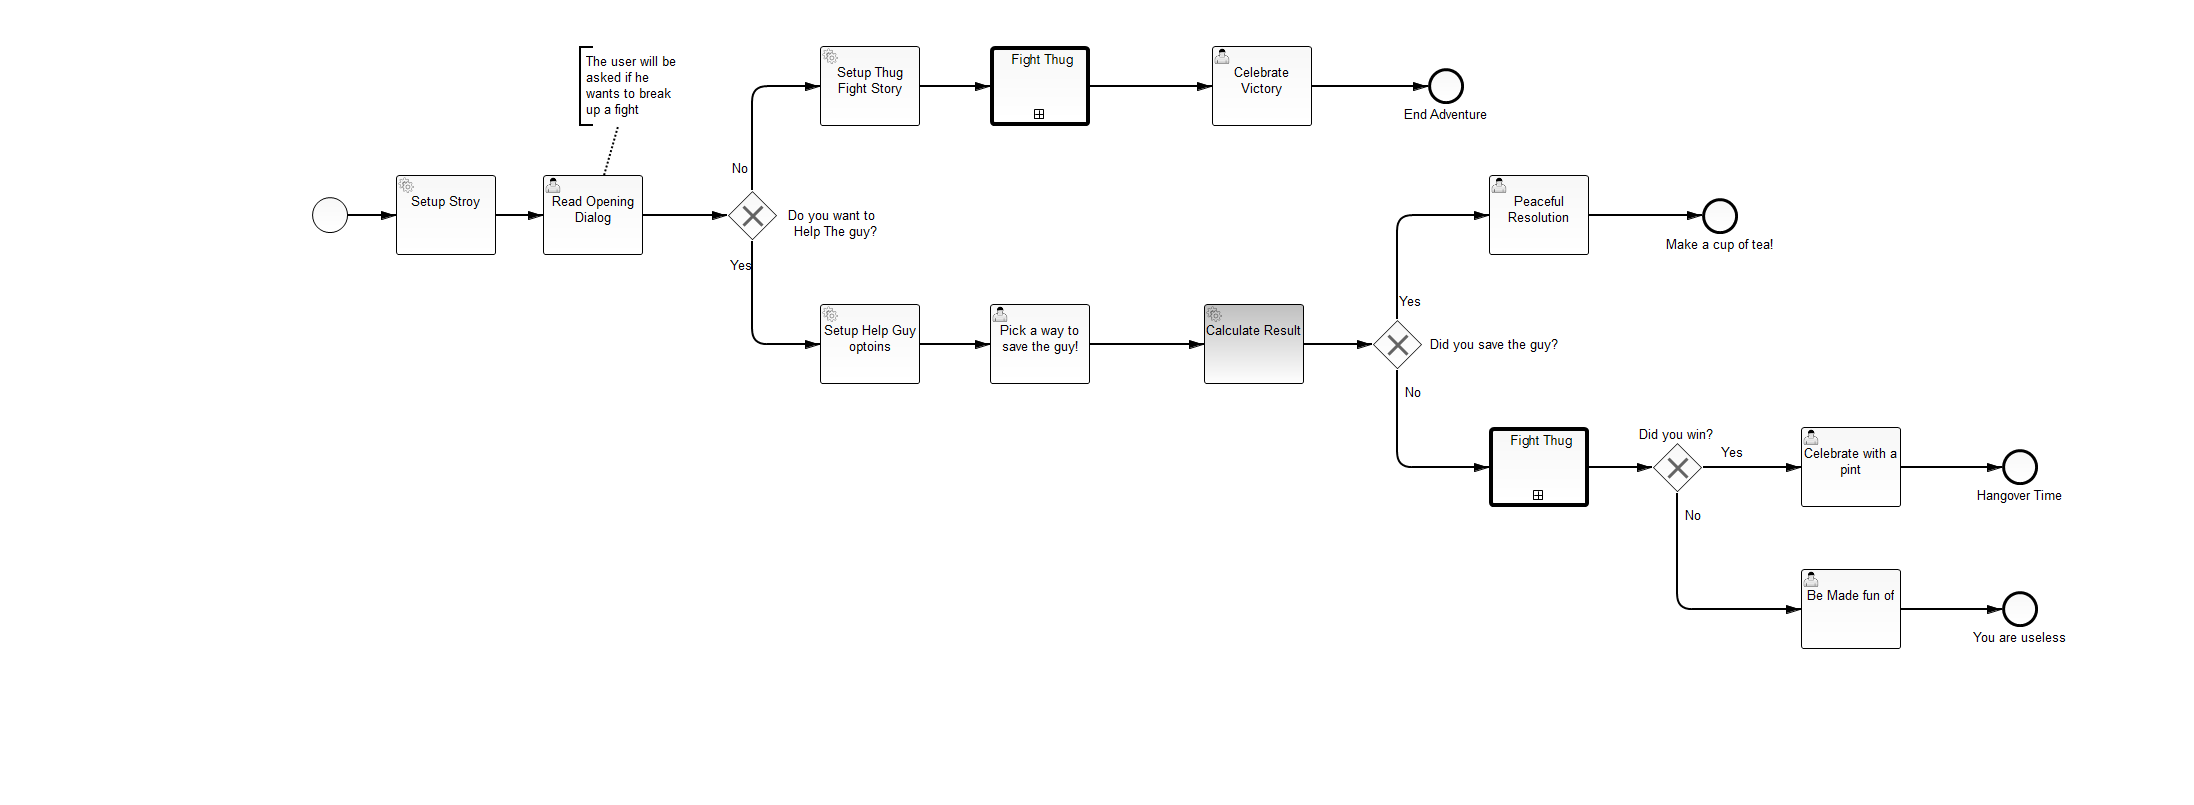 The user will be
asked if he
wants to break
up a fight
Setup Thug
Fight Story
Fight Thug
Celebrate
Victory
End Adventure
No
Setup Stroy
Read Opening
Dialog
Do you want to
Help The guy?
Yes
Peaceful
Resolution
Make a cup of tea!
Setup Help Guy
optoins
Pick a way to
save the guy!
Calculate Result
Yes
Did you save the guy?
No
Fight Thug
Did you win?
Yes
Celebrate with a
pint
Hangover Time
No
Be Made fun of
You are useless